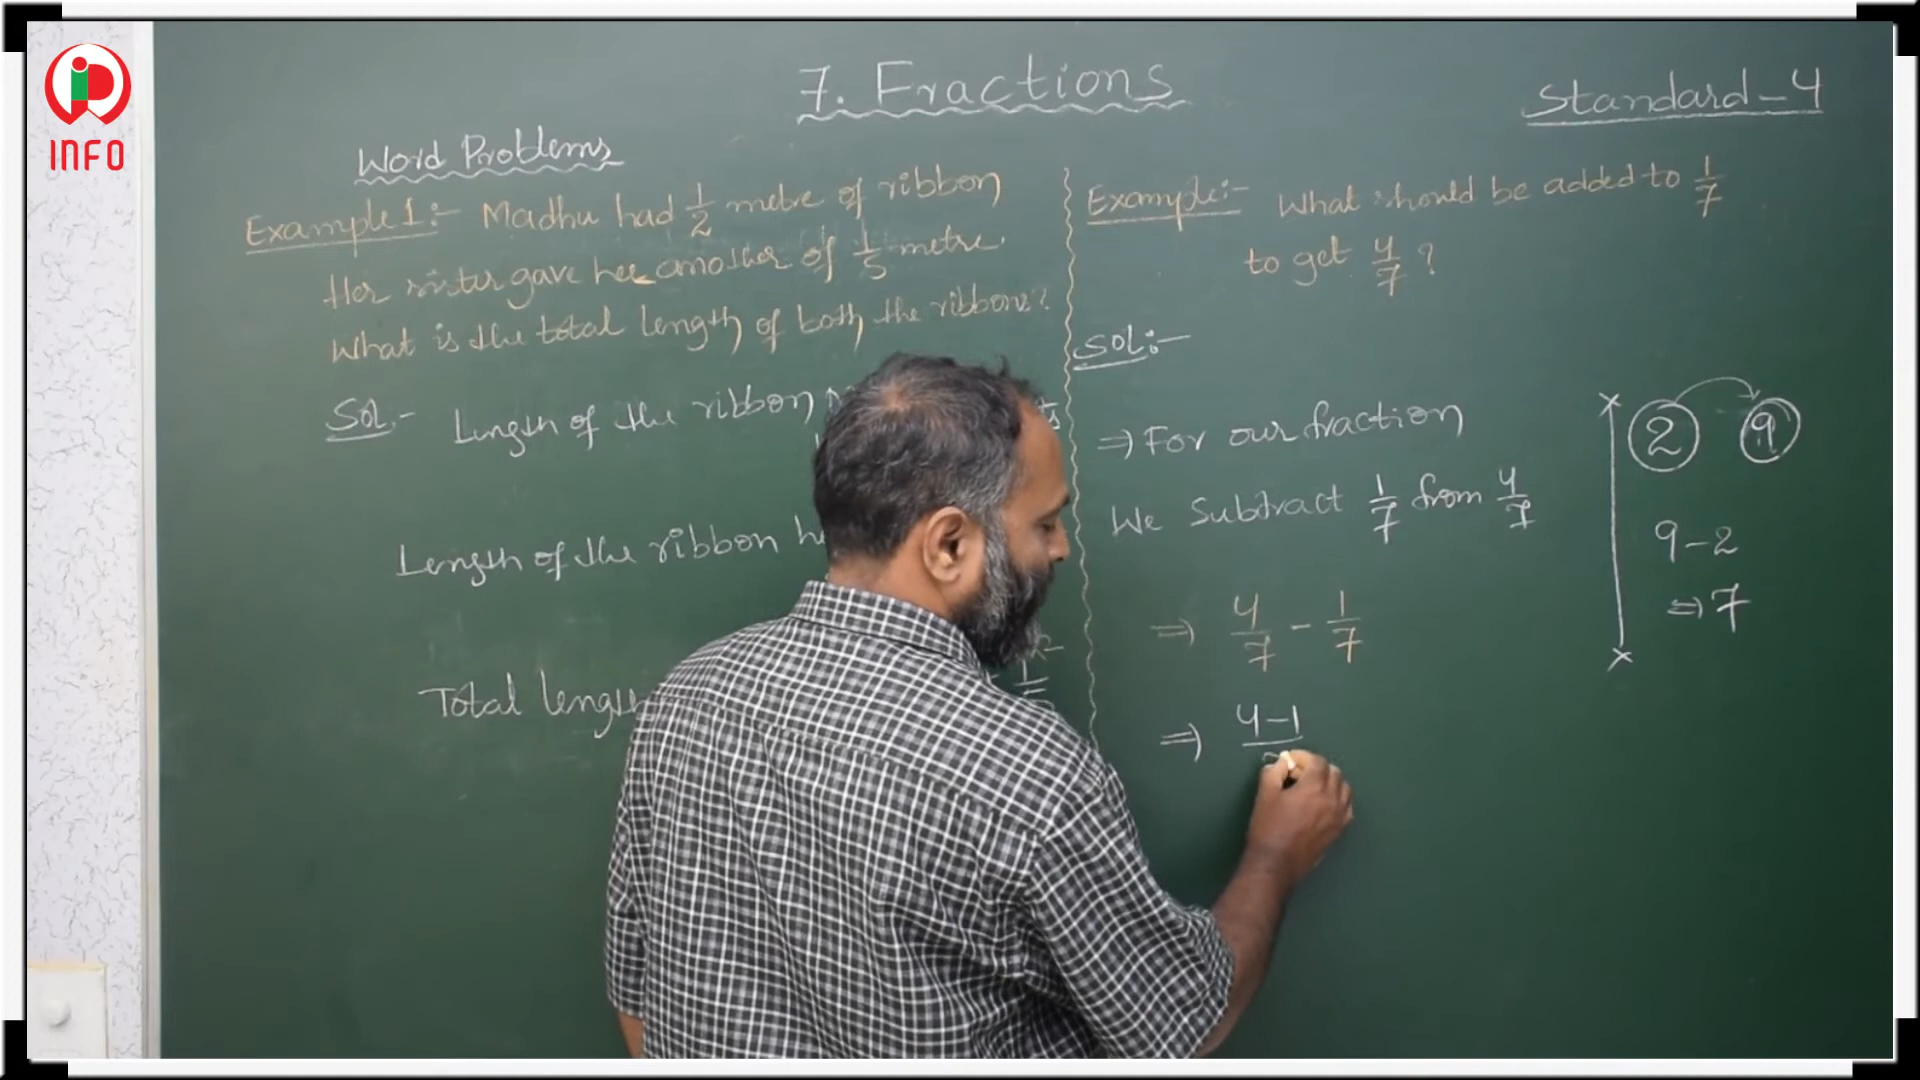 INFO
7. Fractions
Standard-4
Word Problems
Example 1:- Madhu had 1/2 metre of ribbon
Her sister gave her another of 1/5 metre.
What is the total length of both the ribbons?
Sol:- Length of the ribbon
Length of the ribbon
Total length
Example:- What should be added to 1/7
to get 4/7 ?
Sol:-
⇒ For our fraction
We Subtract 1/7 from 4/7
⇒ 4/7 - 1/7
⇒ 4-1
2 9
9-2
⇒ 7